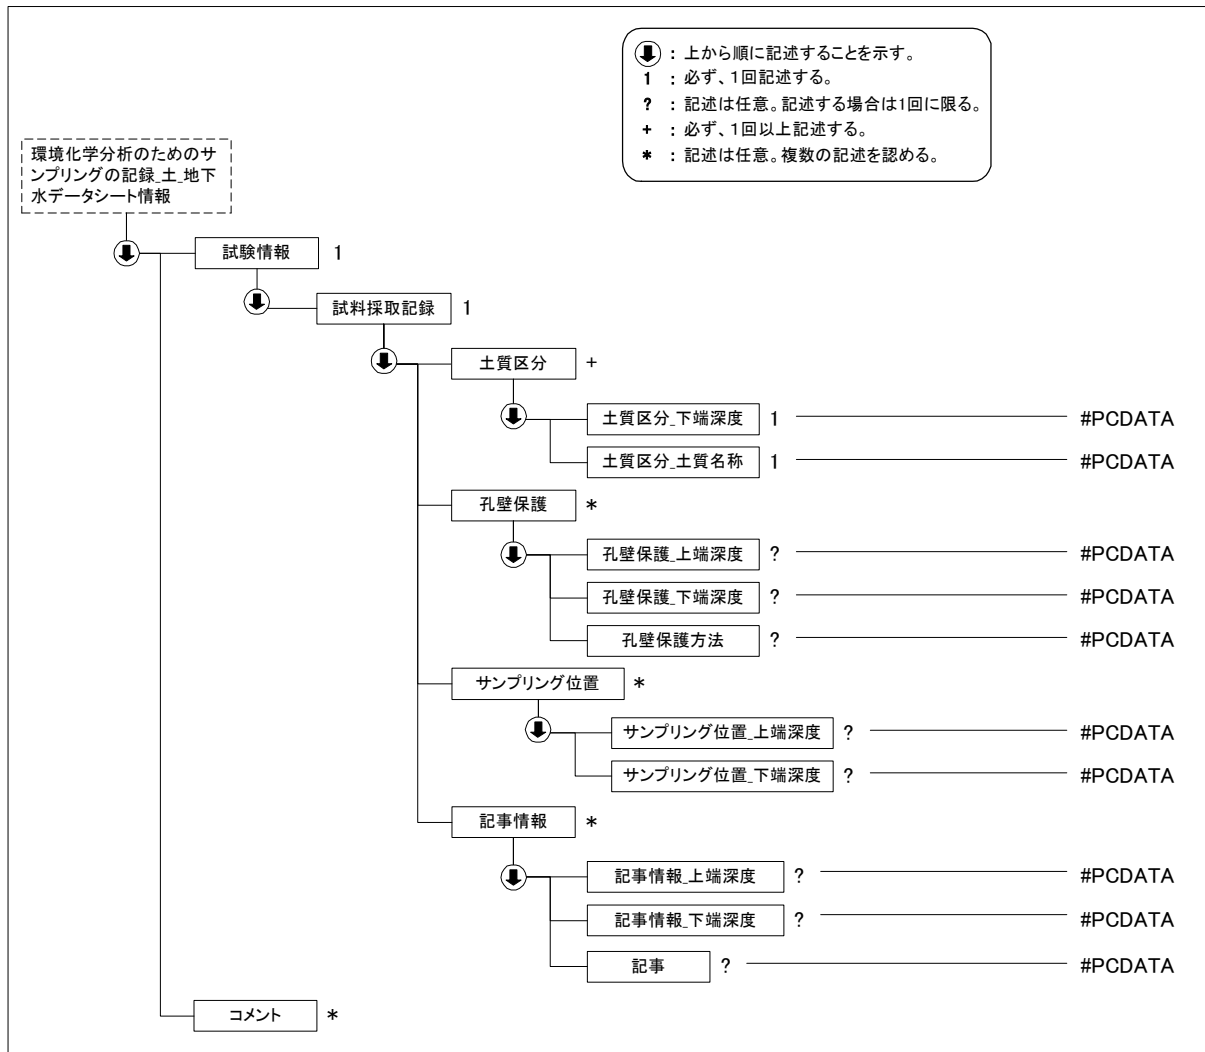 ： 上から順に記述することを示す。
1 ： 必ず、1回記述する。
? ： 記述は任意。記述する場合は1回に限る。
+ ： 必ず、1回以上記述する。
* ： 記述は任意。複数の記述を認める。
環境化学分析のためのサ
ンプリングの記録_土_地下
水データシート情報
試験情報 1
試料採取記録 1
土質区分 +
土質区分_下端深度 1 #PCDATA
土質区分_土質名称 1 #PCDATA
孔壁保護 *
孔壁保護_上端深度 ? #PCDATA
孔壁保護_下端深度 ? #PCDATA
孔壁保護方法 ? #PCDATA
サンプリング位置 *
サンプリング位置_上端深度 ? #PCDATA
サンプリング位置_下端深度 ? #PCDATA
記事情報 *
記事情報_上端深度 ? #PCDATA
記事情報_下端深度 ? #PCDATA
記事 ? #PCDATA
コメント *